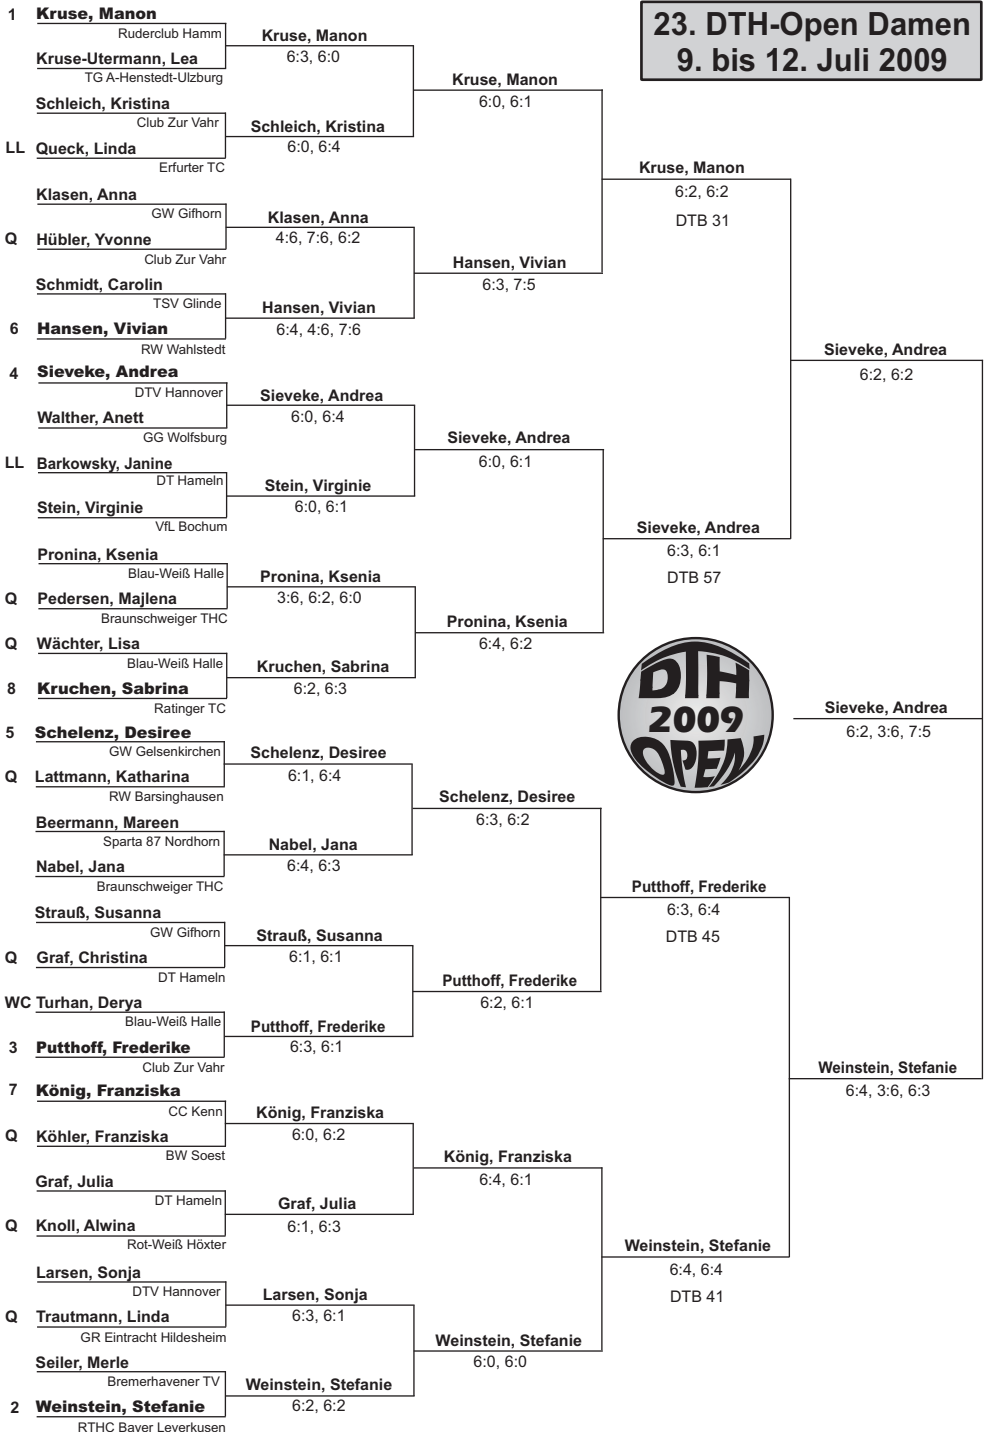 23. DTH-Open Damen
9. bis 12. Juli 2009
1 Kruse, Manon
Ruderclub Hamm
Kruse-Utermann, Lea
TG A-Henstedt-Ulzburg
Schleich, Kristina
Club Zur Vahr
LL Queck, Linda
Erfurter TC
Klasen, Anna
GW Gifhorn
Q Hübler, Yvonne
Club Zur Vahr
Schmidt, Carolin
TSV Glinde
6 Hansen, Vivian
RW Wahlstedt
4 Sieveke, Andrea
DTV Hannover
Walther, Anett
GG Wolfsburg
LL Barkowsky, Janine
DT Hameln
Stein, Virginie
VfL Bochum
Pronina, Ksenia
Blau-Weiß Halle
Q Pedersen, Majlena
Braunschweiger THC
Q Wächter, Lisa
Blau-Weiß Halle
8 Kruchen, Sabrina
Ratinger TC
5 Schelenz, Desiree
GW Gelsenkirchen
Q Lattmann, Katharina
RW Barsinghausen
Beermann, Mareen
Sparta 87 Nordhorn
Nabel, Jana
Braunschweiger THC
Strauß, Susanna
GW Gifhorn
Q Graf, Christina
DT Hameln
WC Turhan, Derya
Blau-Weiß Halle
3 Putthoff, Frederike
Club Zur Vahr
7 König, Franziska
CC Kenn
Q Köhler, Franziska
BW Soest
Graf, Julia
DT Hameln
Q Knoll, Alwina
Rot-Weiß Höxter
Larsen, Sonja
DTV Hannover
Q Trautmann, Linda
GR Eintracht Hildesheim
Seiler, Merle
Bremerhavener TV
2 Weinstein, Stefanie
RTHC Bayer Leverkusen
Kruse, Manon
6:3, 6:0
Schleich, Kristina
6:0, 6:4
Klasen, Anna
4:6, 7:6, 6:2
Hansen, Vivian
6:4, 4:6, 7:6
Sieveke, Andrea
6:0, 6:4
Stein, Virginie
6:0, 6:1
Pronina, Ksenia
3:6, 6:2, 6:0
Kruchen, Sabrina
6:2, 6:3
Schelenz, Desiree
6:1, 6:4
Nabel, Jana
6:4, 6:3
Strauß, Susanna
6:1, 6:1
Putthoff, Frederike
6:3, 6:1
König, Franziska
6:0, 6:2
Graf, Julia
6:1, 6:3
Larsen, Sonja
6:3, 6:1
Weinstein, Stefanie
6:2, 6:2
Kruse, Manon
6:0, 6:1
Hansen, Vivian
6:3, 7:5
Sieveke, Andrea
6:0, 6:1
Pronina, Ksenia
6:4, 6:2
Schelenz, Desiree
6:3, 6:2
Putthoff, Frederike
6:2, 6:1
König, Franziska
6:4, 6:1
Weinstein, Stefanie
6:0, 6:0
Kruse, Manon
6:2, 6:2
DTB 31
Sieveke, Andrea
6:3, 6:1
DTB 57
DTH
2009
OPEN
Putthoff, Frederike
6:3, 6:4
DTB 45
Weinstein, Stefanie
6:4, 6:4
DTB 41
Sieveke, Andrea
6:2, 6:2
Sieveke, Andrea
6:2, 3:6, 7:5
Weinstein, Stefanie
6:4, 3:6, 6:3